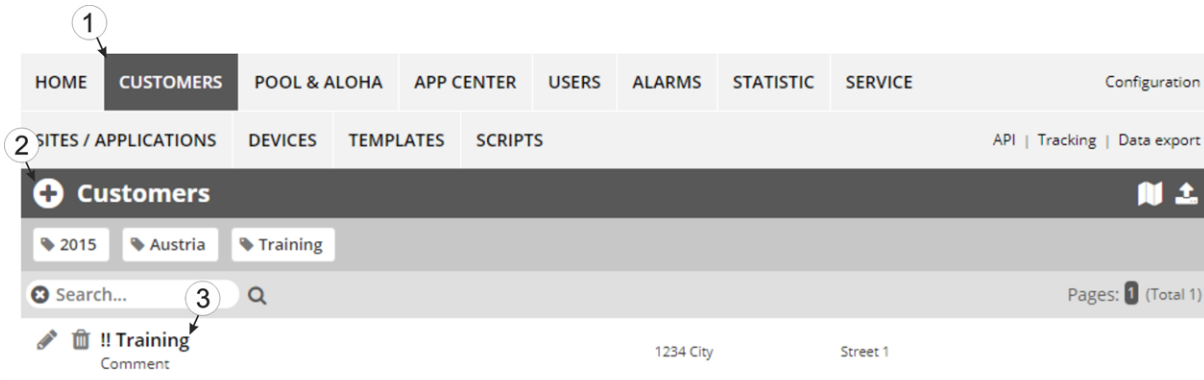 1
HOME CUSTOMERS POOL & ALOHA APP CENTER USERS ALARMS STATISTIC SERVICE Configuration
2 SITES / APPLICATIONS DEVICES TEMPLATES SCRIPTS API | Tracking | Data export
Customers
2015 Austria Training
Search... 3 Pages: 1 (Total 1)
!! Training 1234 City Street 1
Comment